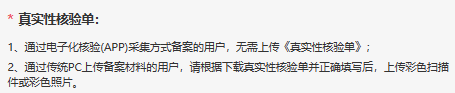 * 真实性核验单：
1、通过电子化核验(APP)采集方式备案的用户，无需上传《真实性核验单》；
2、通过传统PC上传备案材料的用户，请根据下载真实性核验单并正确填写后，上传彩色扫描
件或彩色照片。